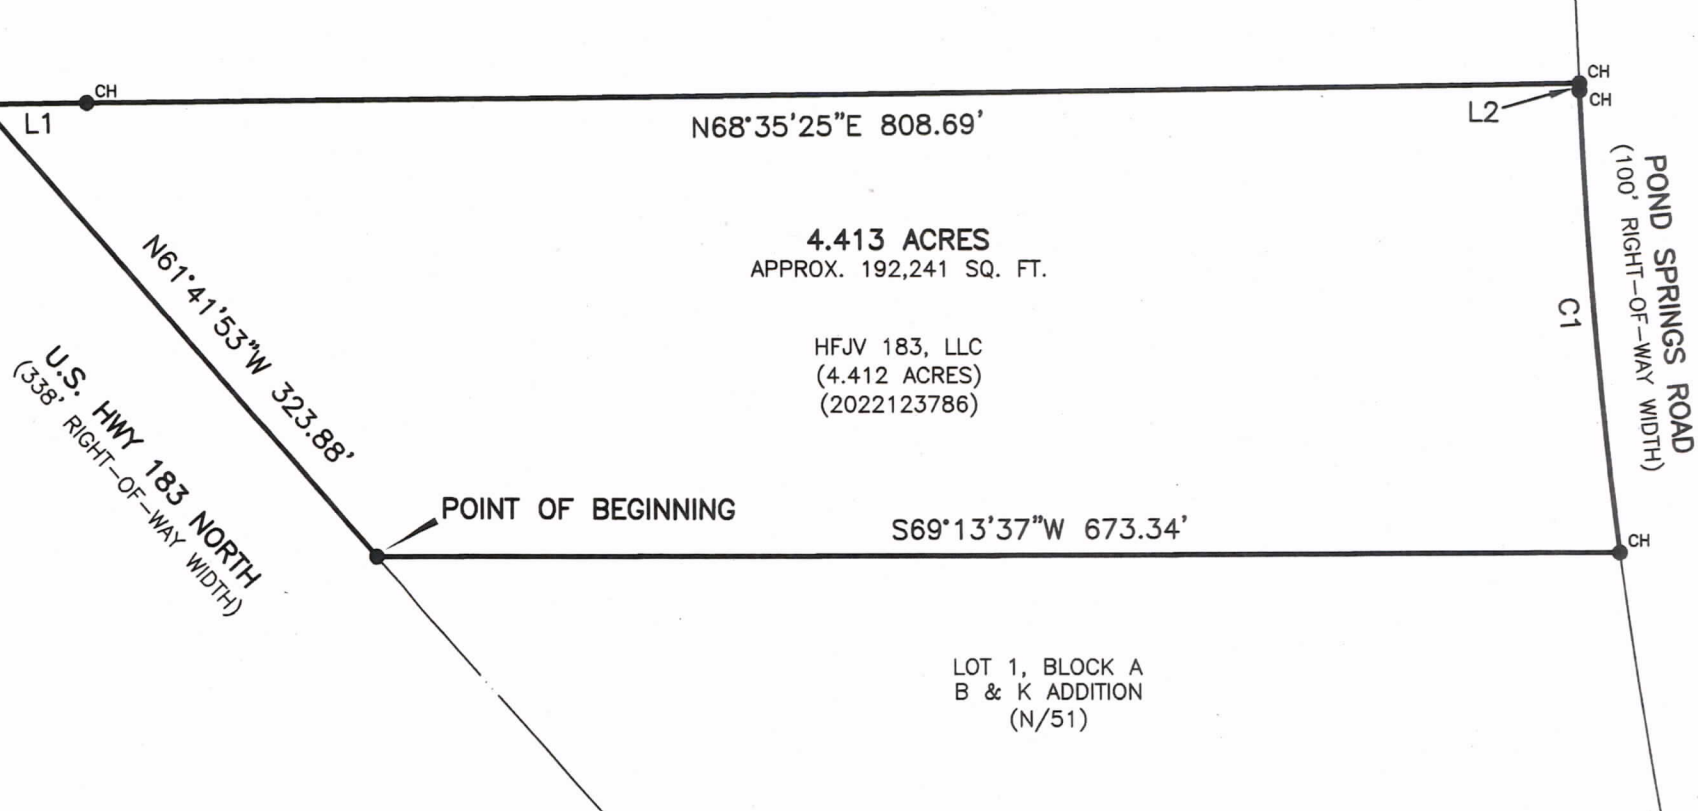 CH
CH
CH
L1
L2
N68°35'25"E 808.69'
POND SPRINGS ROAD
(100' RIGHT-OF-WAY WIDTH)
4.413 ACRES
APPROX. 192,241 SQ. FT.
N61°41'53"W 323.88'
C1
HFJV 183, LLC
(4.412 ACRES)
(2022123786)
U.S. HWY 183 NORTH
(338' RIGHT-OF-WAY WIDTH)
POINT OF BEGINNING
S69°13'37"W 673.34'
CH
LOT 1, BLOCK A
B & K ADDITION
(N/51)